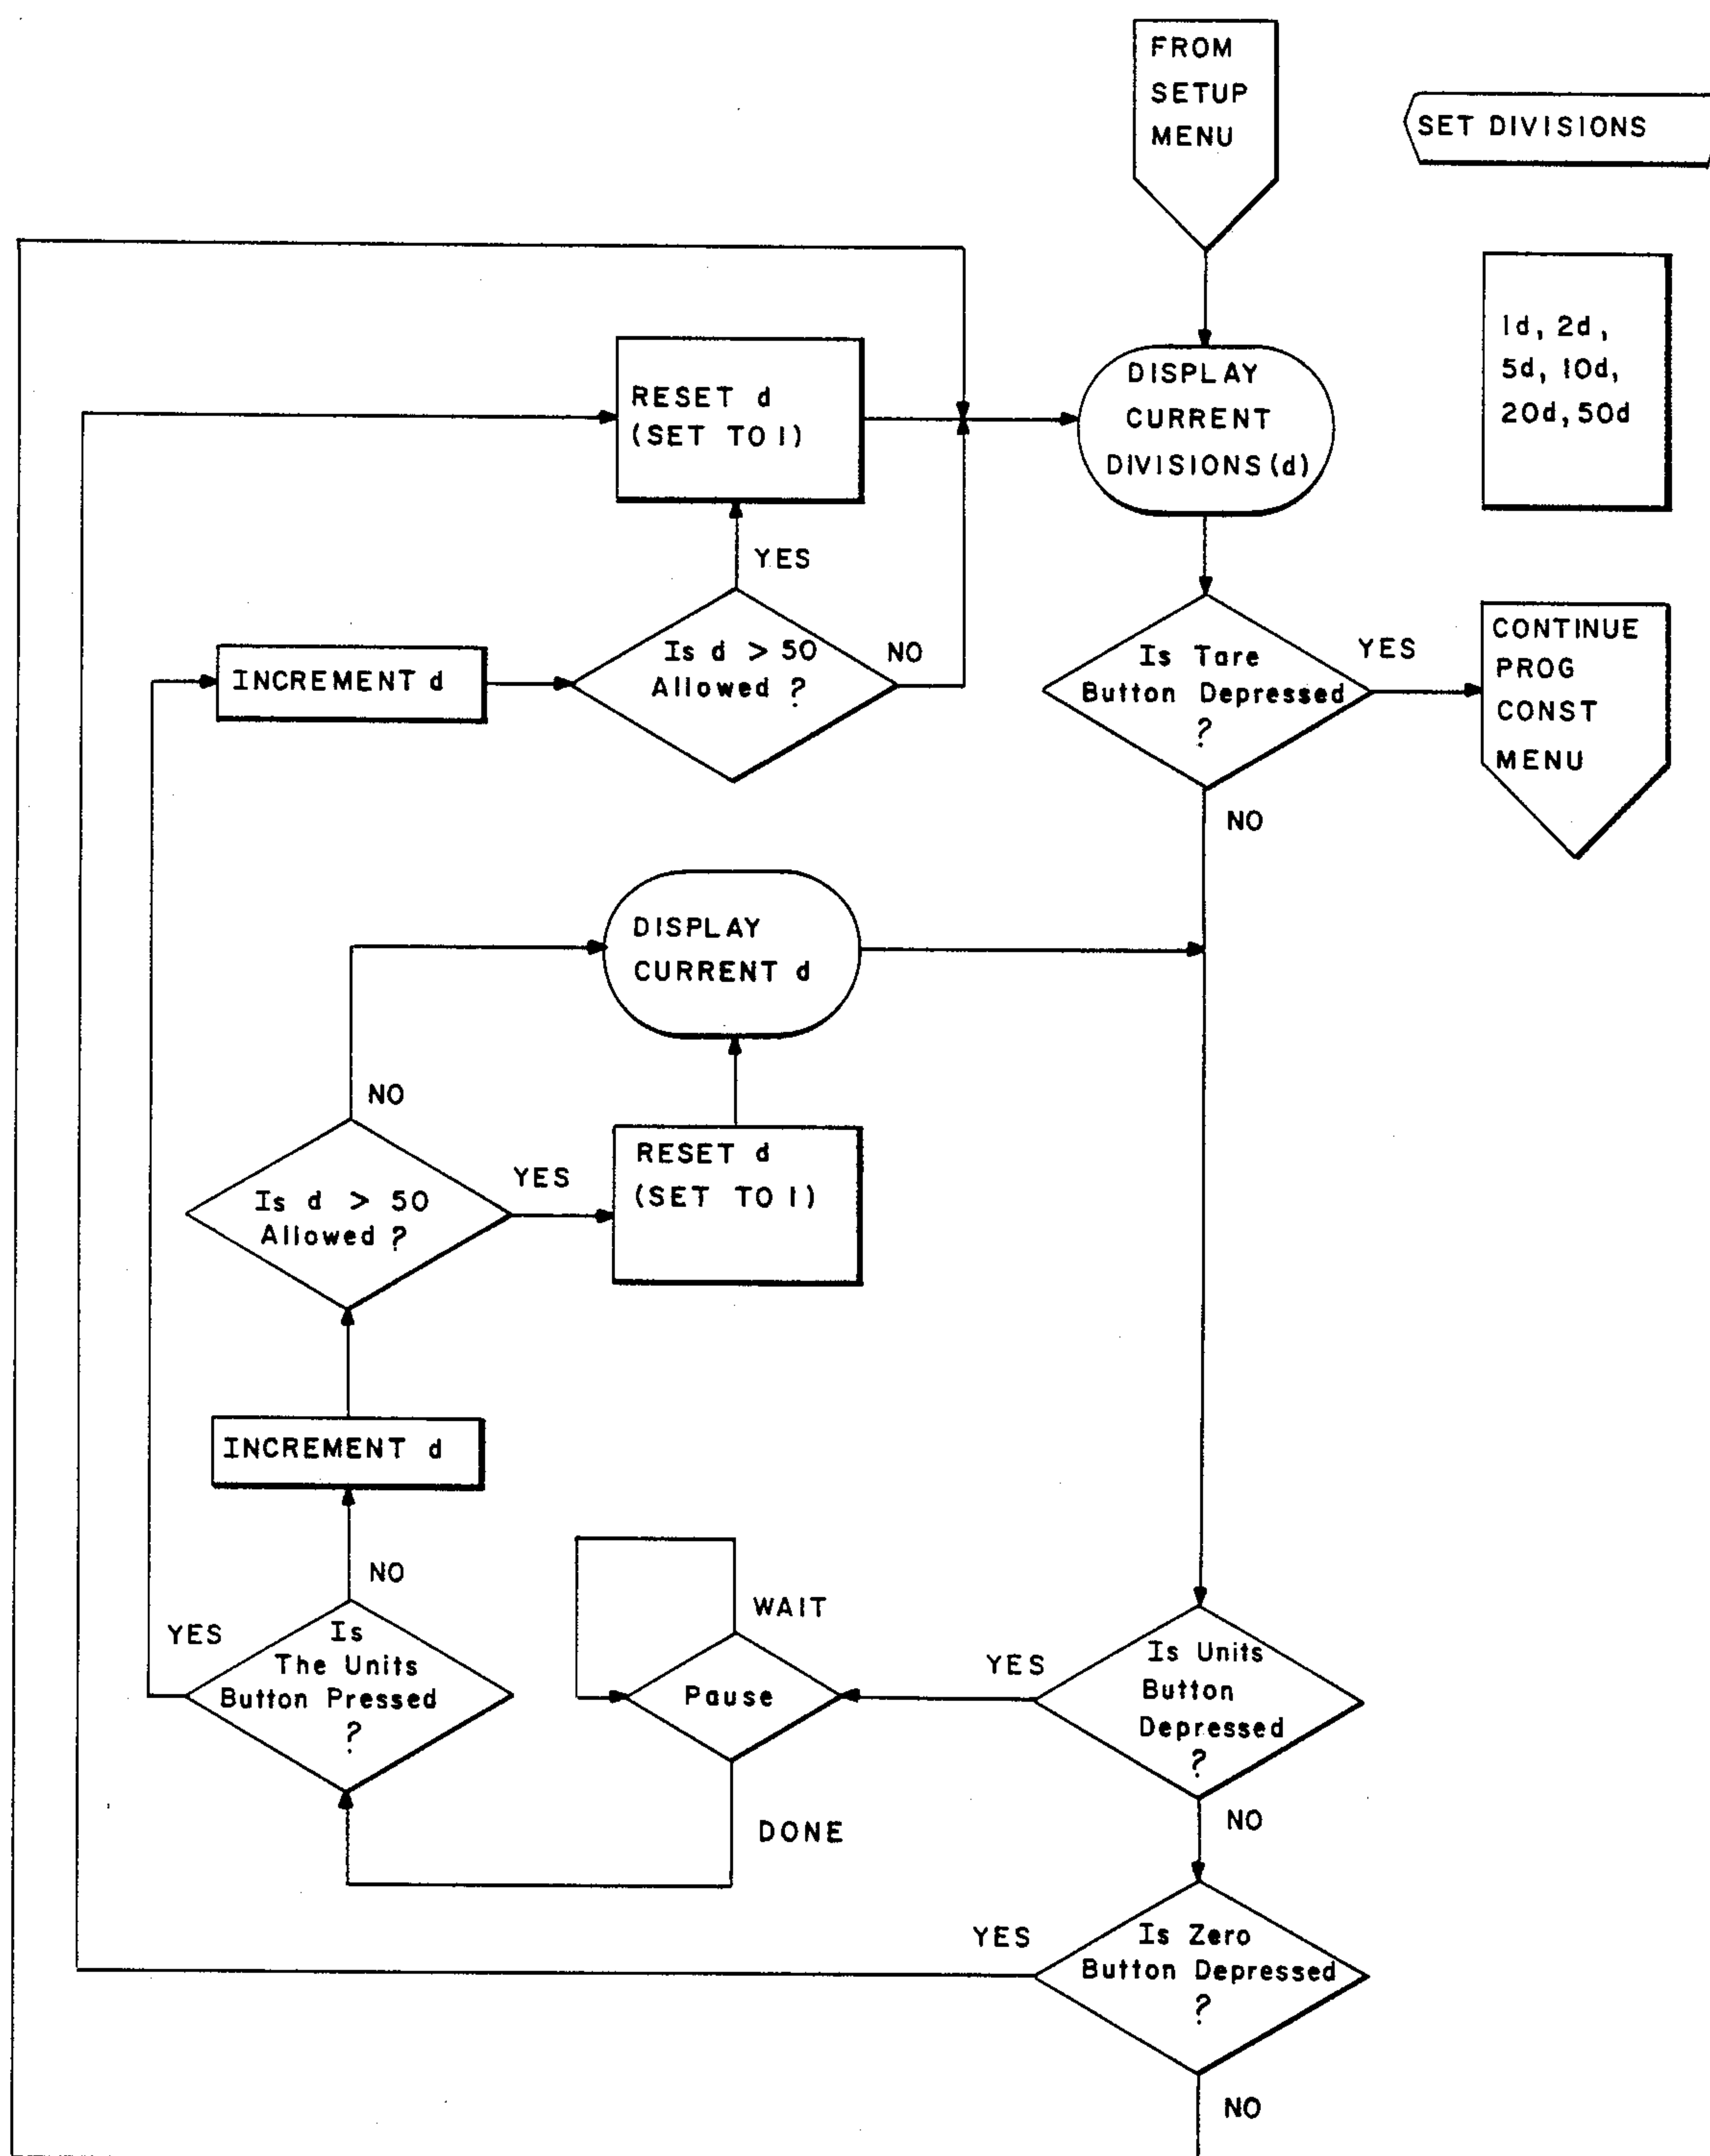 FROM
SETUP
MENU
SET DIVISIONS
1d, 2d,
5d, 10d,
20d, 50d
DISPLAY
CURRENT
DIVISIONS (d)
RESET d
(SET TO 1)
YES
Is d > 50
Allowed ?
NO
INCREMENT d
Is Tare
Button Depressed
?
YES
CONTINUE
PROG
CONST
MENU
NO
DISPLAY
CURRENT d
NO
RESET d
(SET TO 1)
YES
Is d > 50
Allowed ?
INCREMENT d
NO
YES
Is
The Units
Button Pressed
?
WAIT
Pause
DONE
YES
Is Units
Button
Depressed
?
NO
YES
Is Zero
Button Depressed
?
NO